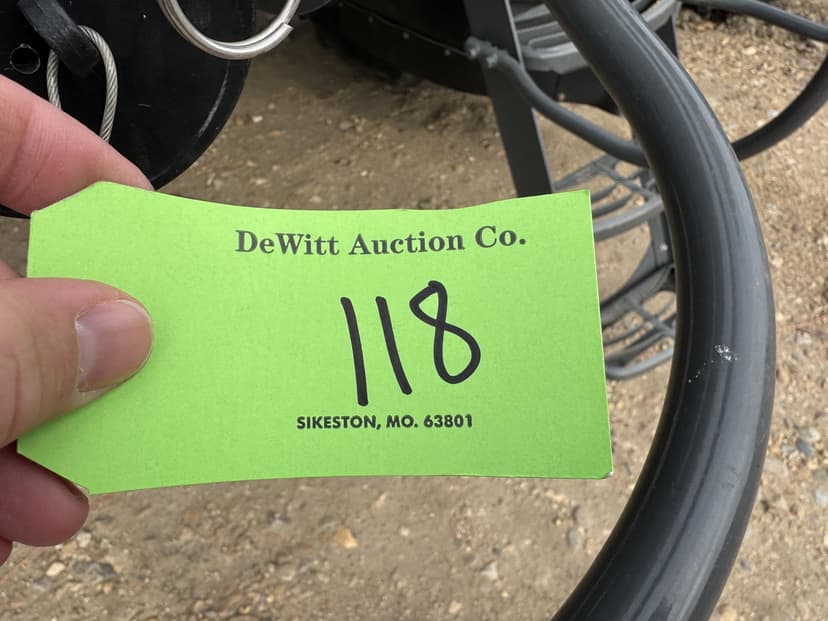 DeWitt Auction Co.
118
SIKESTON, MO. 63801